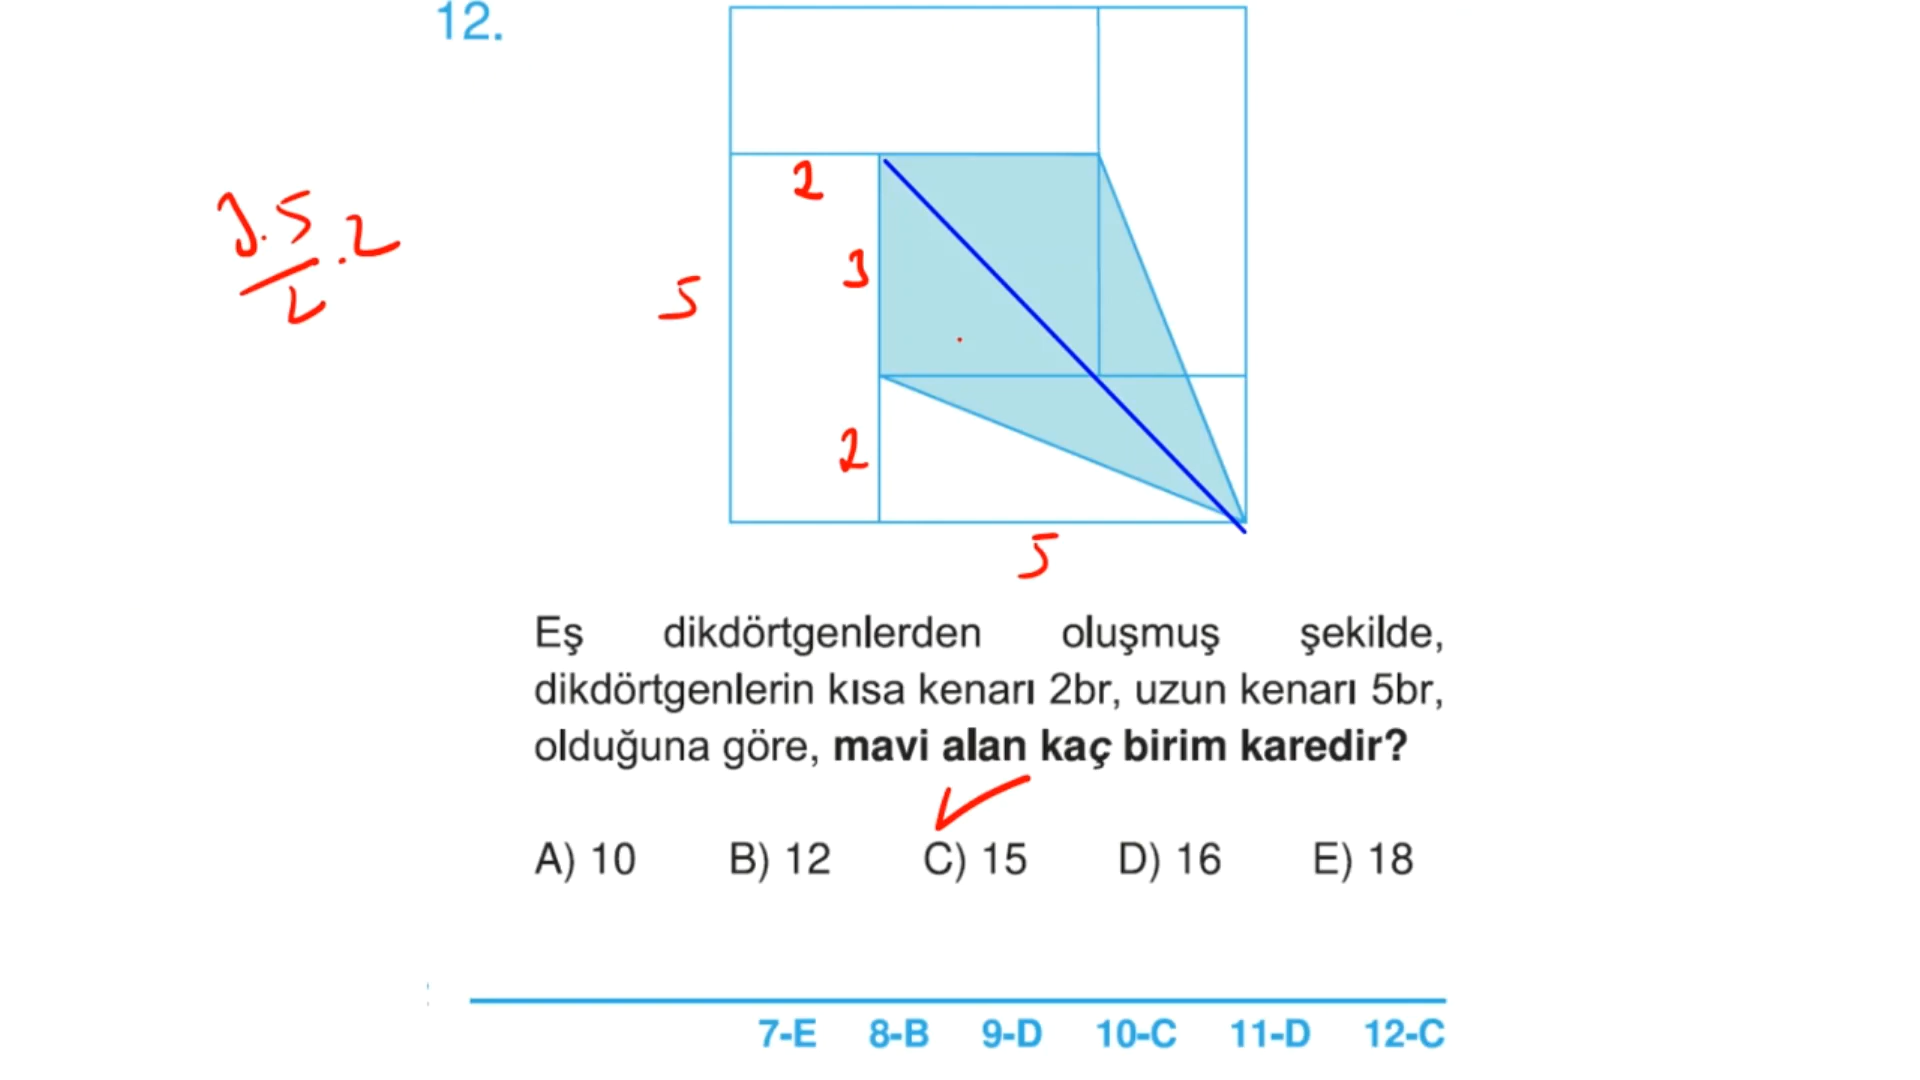 12.
2
3.5
2
.2
3
5
2
5
Eş dikdörtgenlerden oluşmuş şekilde,
dikdörtgenlerin kısa kenarı 2br, uzun kenarı 5br,
olduğuna göre, mavi alan kaç birim karedir?
A) 10 B) 12 C) 15 D) 16 E) 18
7-E 8-B 9-D 10-C 11-D 12-C